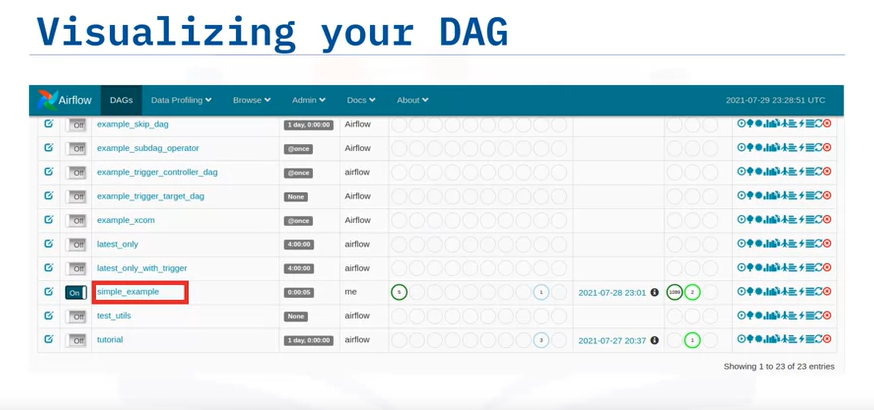 Visualizing your DAG
Airflow DAGs Data Profiling Browse Admin Docs About 2021-07-29 23:28:51 UTC
Off example_skip_dag 1 day, 0:00:00 Airflow
Off example_subdag_operator @once Airflow
Off example_trigger_controller_dag @once airflow
Off example_trigger_target_dag None Airflow
Off example_xcom @once Airflow
Off latest_only 4:00:00 airflow
Off latest_only_with_trigger 4:00:00 airflow
On simple_example 0:00:05 me 5 1 2021-07-28 23:01 1089 2
Off test_utils None airflow
Off tutorial 1 day, 0:00:00 airflow 3 2021-07-27 20:37 1
Showing 1 to 23 of 23 entries